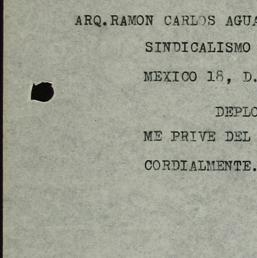 ARQ.RAMON CARLOS AGUA
SINDICALISMO
MEXICO 18, D.
DEPLO
ME PRIVE DEL
CORDIALMENTE.